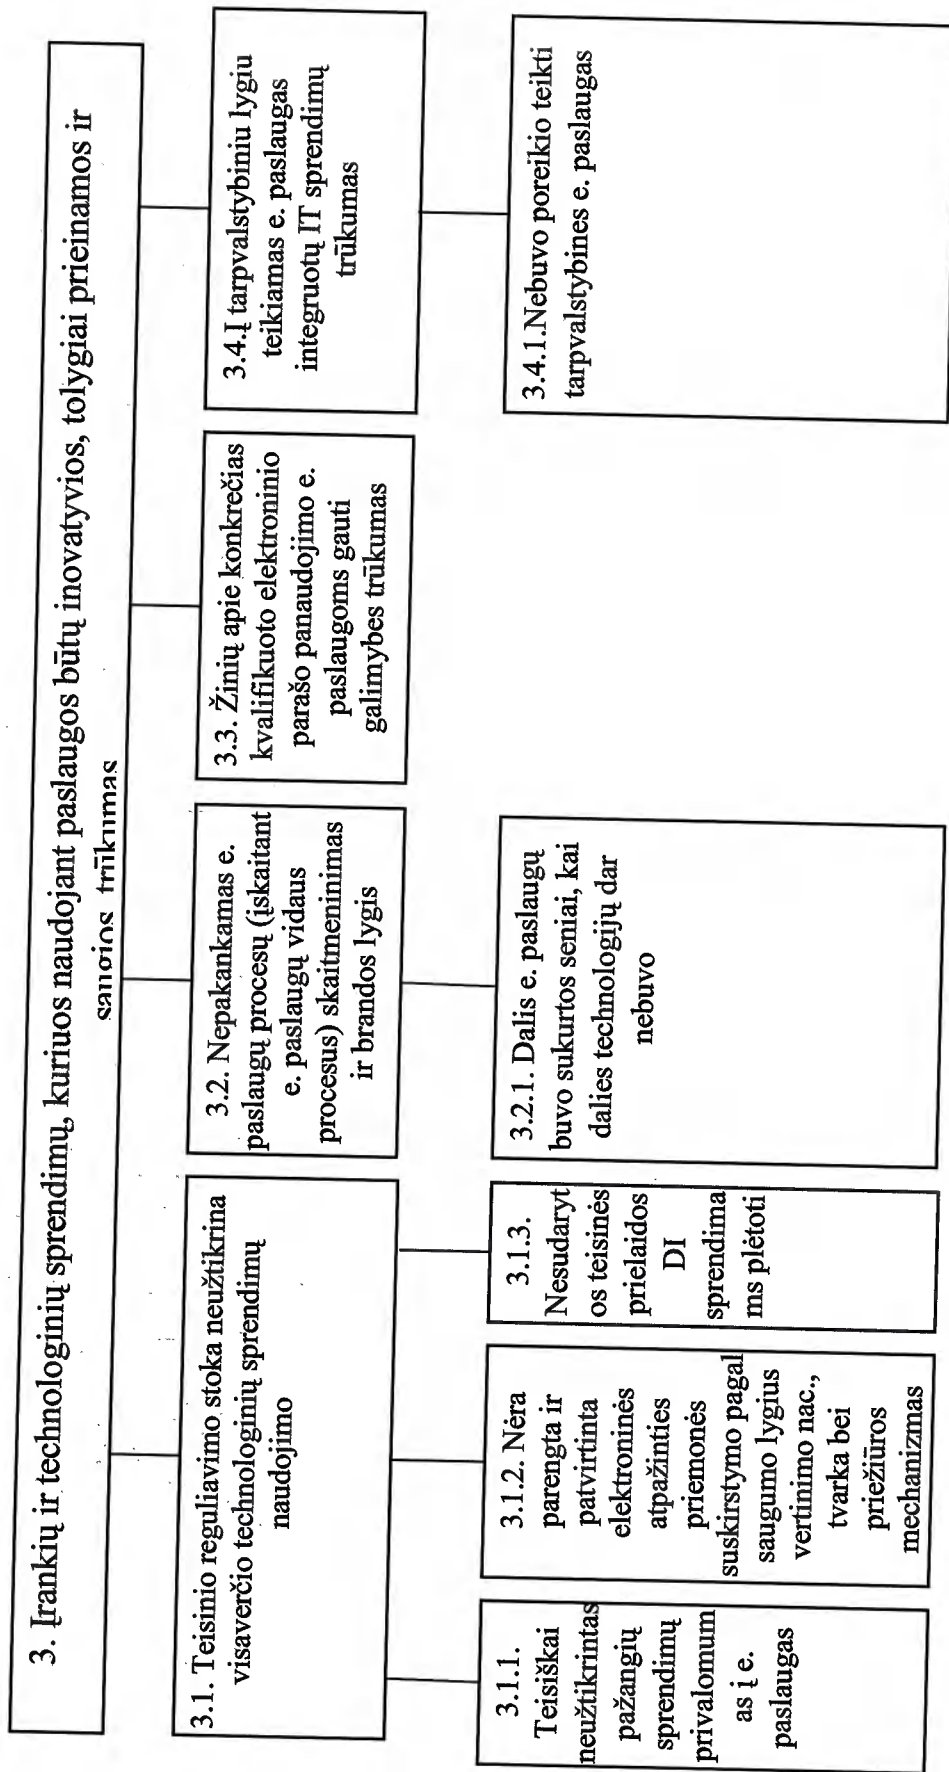 3. Įrankių ir technologinių sprendimų, kuriuos naudojant paslaugos būtų inovatyvios, tolygiai prieinamos ir
saugios trūkumas
3.1. Teisinio reguliavimo stoka neužtikrina
visaverčio technologinių sprendimų
naudojimo
3.2. Nepakankamas e.
paslaugų procesų (įskaitant
e. paslaugų vidaus
procesus) skaitmeninimas
ir brandos lygis
3.3. Žinių apie konkrečias
kvalifikuoto elektroninio
parašo panaudojimo e.
paslaugoms gauti
galimybes trūkumas
3.4.Į tarpvalstybiniu lygiu
teikiamas e. paslaugas
integruotų IT sprendimų
trūkumas
3.1.1.
Teisiškai
neužtikrintas
pažangių
sprendimų
privalomum
as į e.
paslaugas
3.1.2. Nėra
parengta ir
patvirtinta
elektroninės
atpažinties
priemonės
suskirstymo pagal
saugumo lygius
vertinimo nac.,
tvarka bei
priežiūros
mechanizmas
3.1.3.
Nesudaryt
os teisinės
prielaidos
DI
sprendima
ms plėtoti
3.2.1. Dalis e. paslaugų
buvo sukurtos seniai, kai
dalies technologijų dar
nebuvo
3.4.1.Nebuvo poreikio teikti
tarpvalstybines e. paslaugas